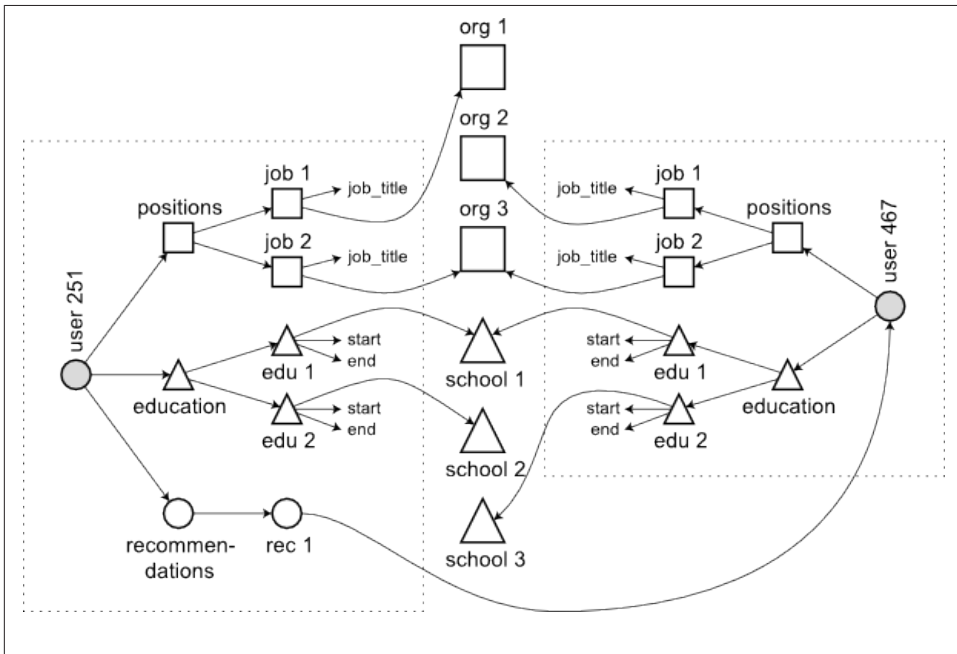 org 1
org 2
org 3
user 251
positions
job 1
job_title
job 2
job_title
education
edu 1
start
end
edu 2
start
end
recommen-
dations
rec 1
school 1
school 2
school 3
user 467
positions
job 1
job_title
job 2
job_title
education
edu 1
start
end
edu 2
start
end